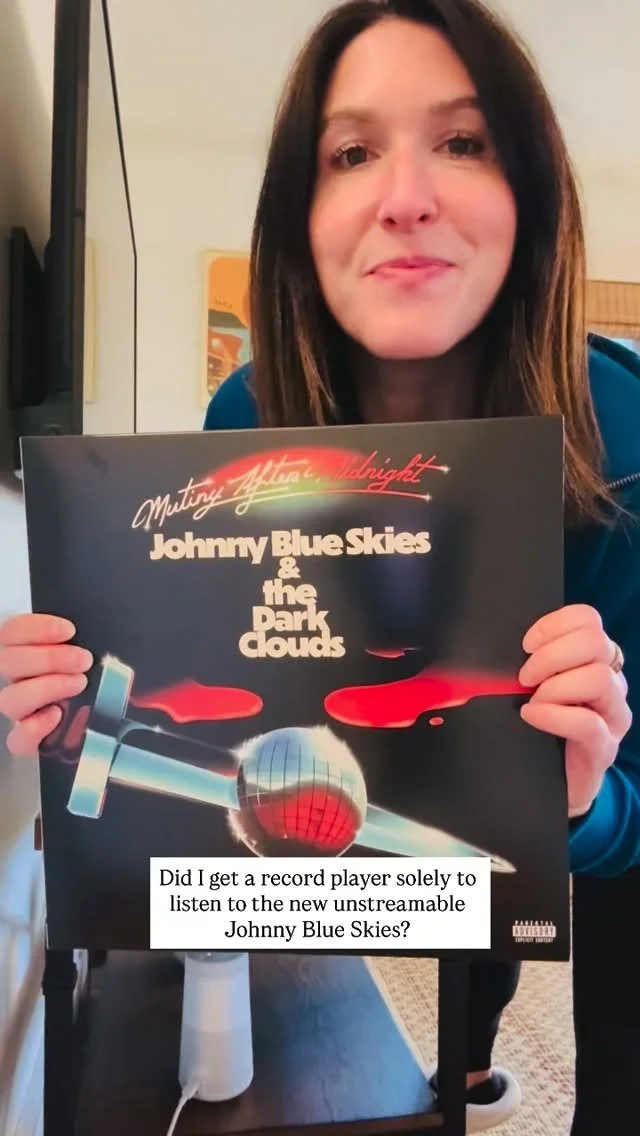 Mutiny After Midnight
Johnny Blue Skies
&
the
Dark
Clouds
Did I get a record player solely to
listen to the new unstreamable
Johnny Blue Skies?
PARENTAL
ADVISORY
EXPLICIT CONTENT